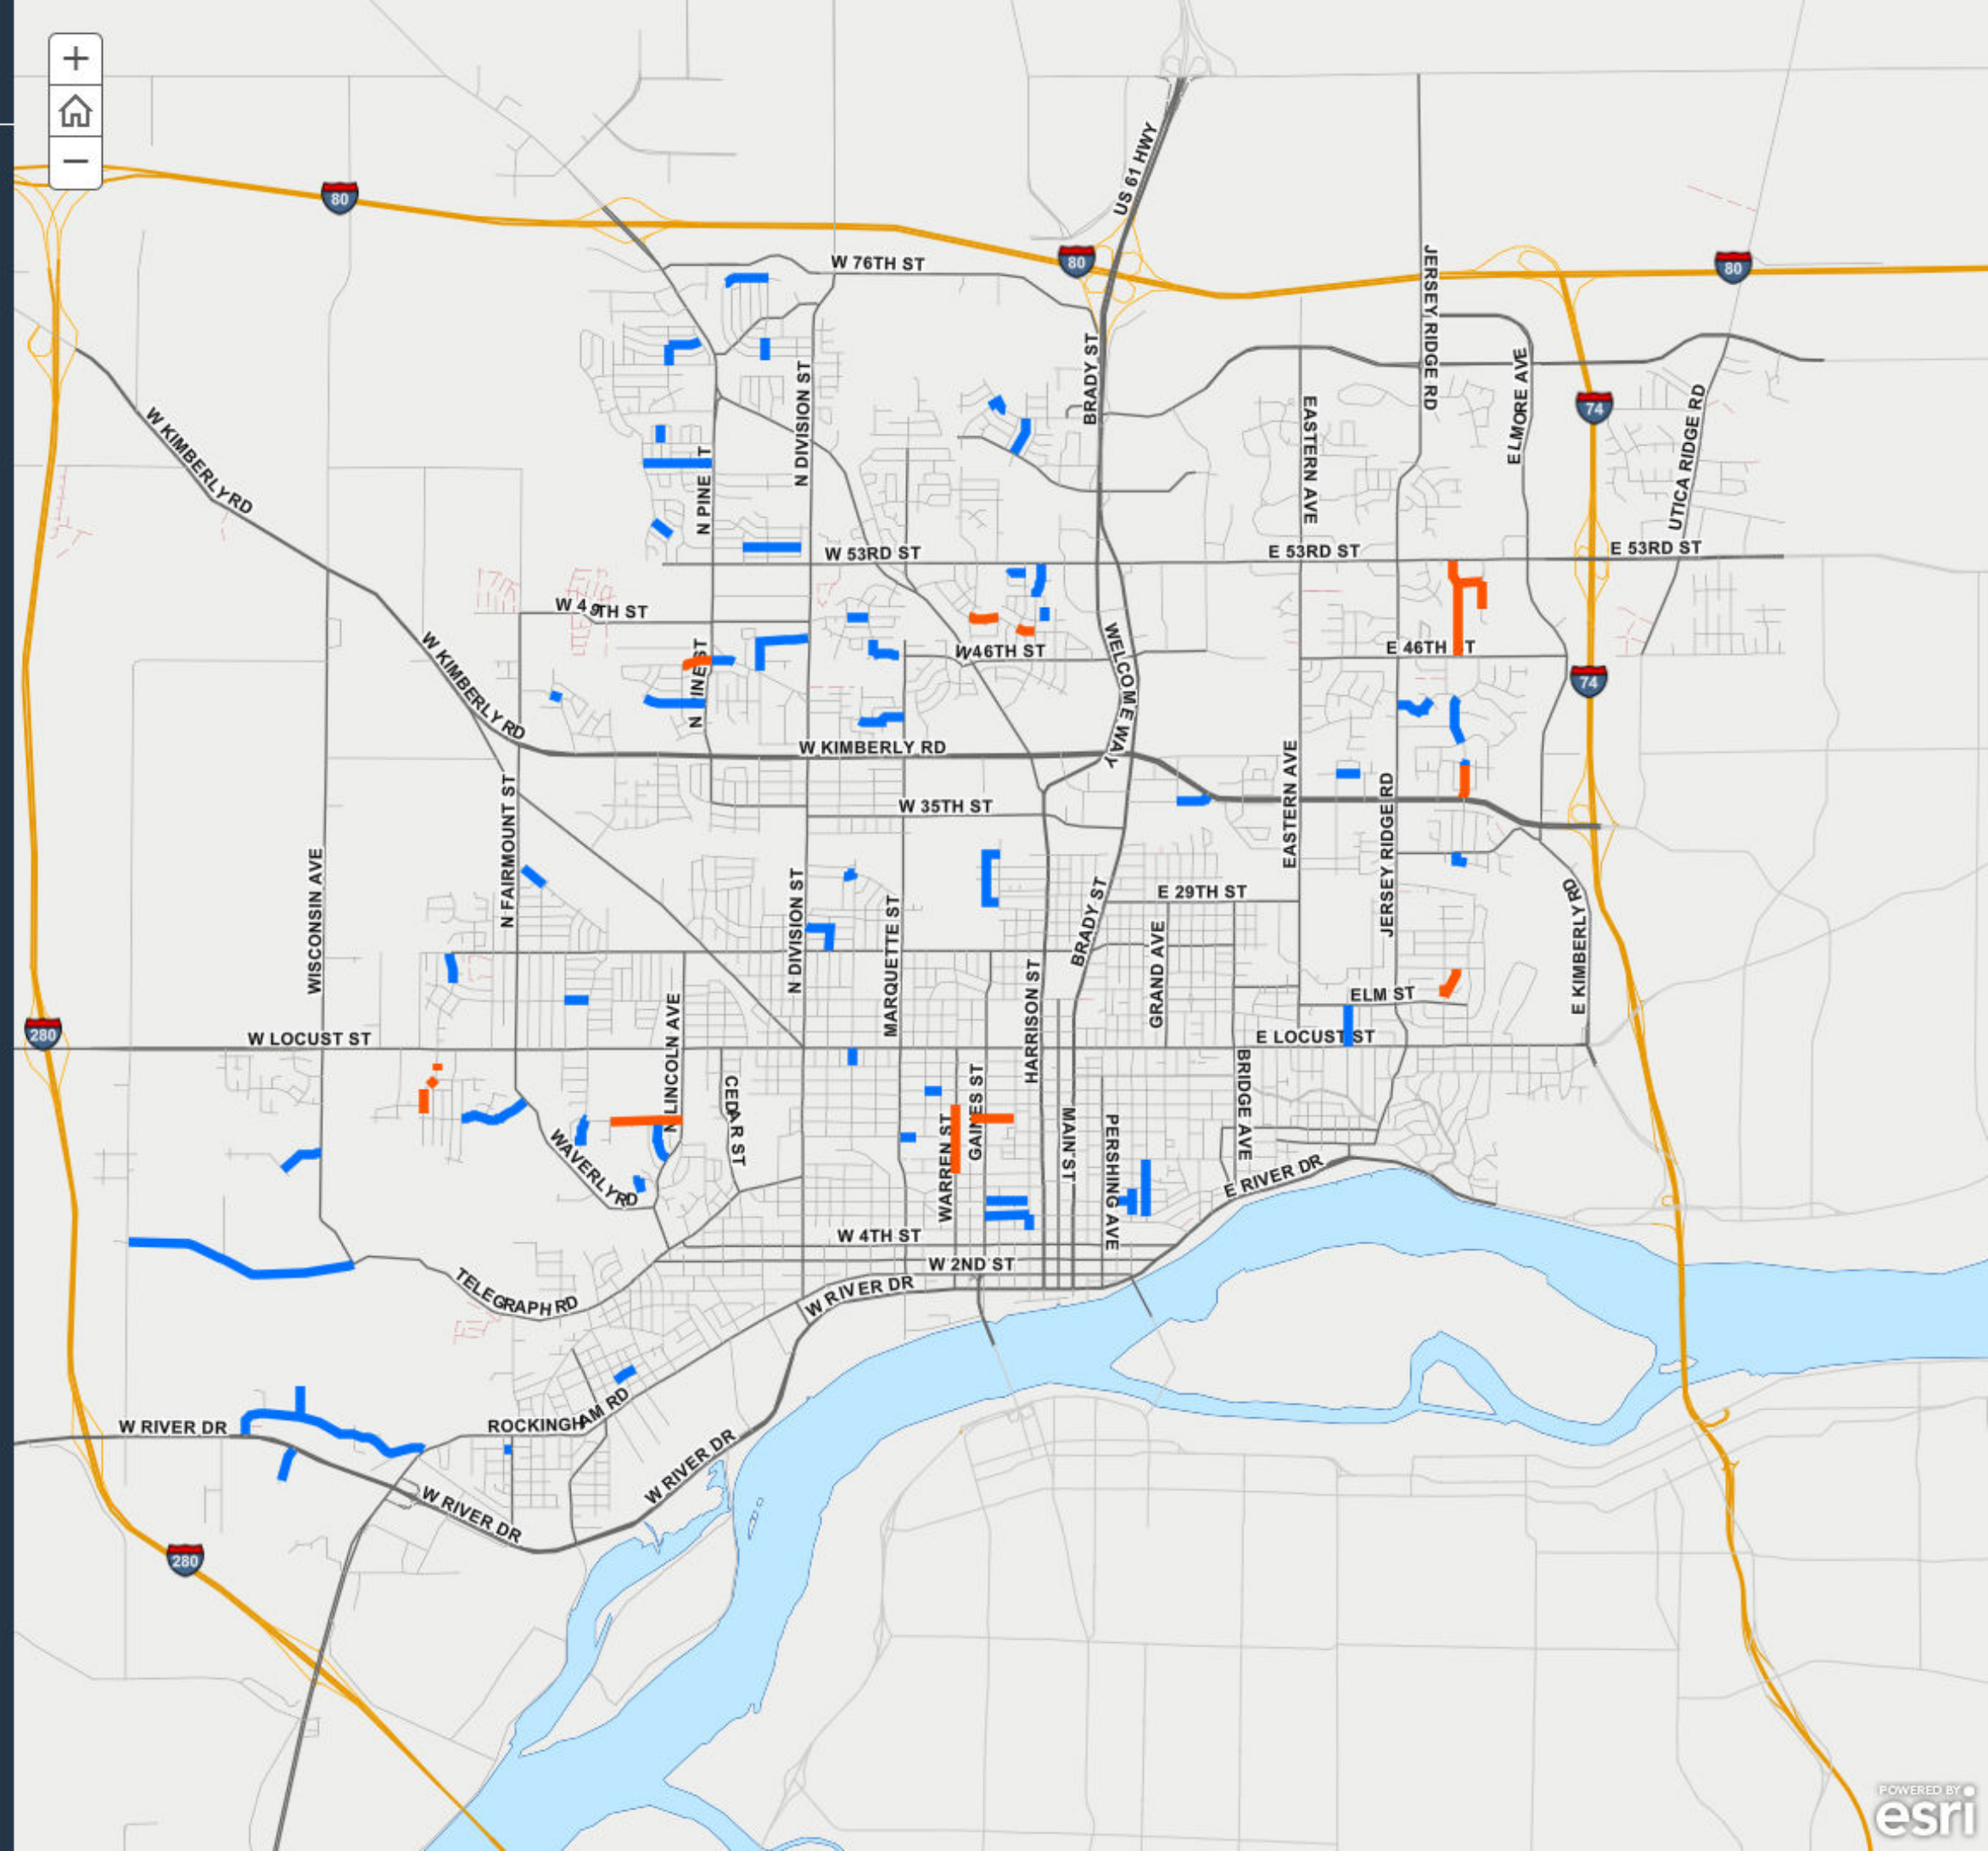 +
−
80
US 61 HWY
W 76TH ST
80
80
JERSEY RIDGE RD
BRADY ST
ELMORE AVE
N DIVISION ST
74
UTICA RIDGE RD
EASTERN AVE
W KIMBERLY RD
N PINE T
W 53RD ST
E 53RD ST
E 53RD ST
W 49TH ST
W KIMBERLY RD
N INE ST
W 46TH ST
WELCOME WAY
E 46TH T
74
W KIMBERLY RD
EASTERN AVE
N FAIRMOUNT ST
W 35TH ST
JERSEY RIDGE RD
WISCONSIN AVE
N DIVISION ST
MARQUETTE ST
BRADY ST
E 29TH ST
E KIMBERLY RD
GRAND AVE
HARRISON ST
N LINCOLN AVE
ELM ST
280
W LOCUST ST
E LOCUST ST
BRIDGE AVE
CEDAR ST
GAINES ST
WARREN ST
MAIN ST
PERSHING AVE
WAVERLY RD
E RIVER DR
W 4TH ST
W 2ND ST
TELEGRAPH RD
W RIVER DR
W RIVER DR
ROCKINGHAM RD
W RIVER DR
W RIVER DR
280
POWERED BY
esri